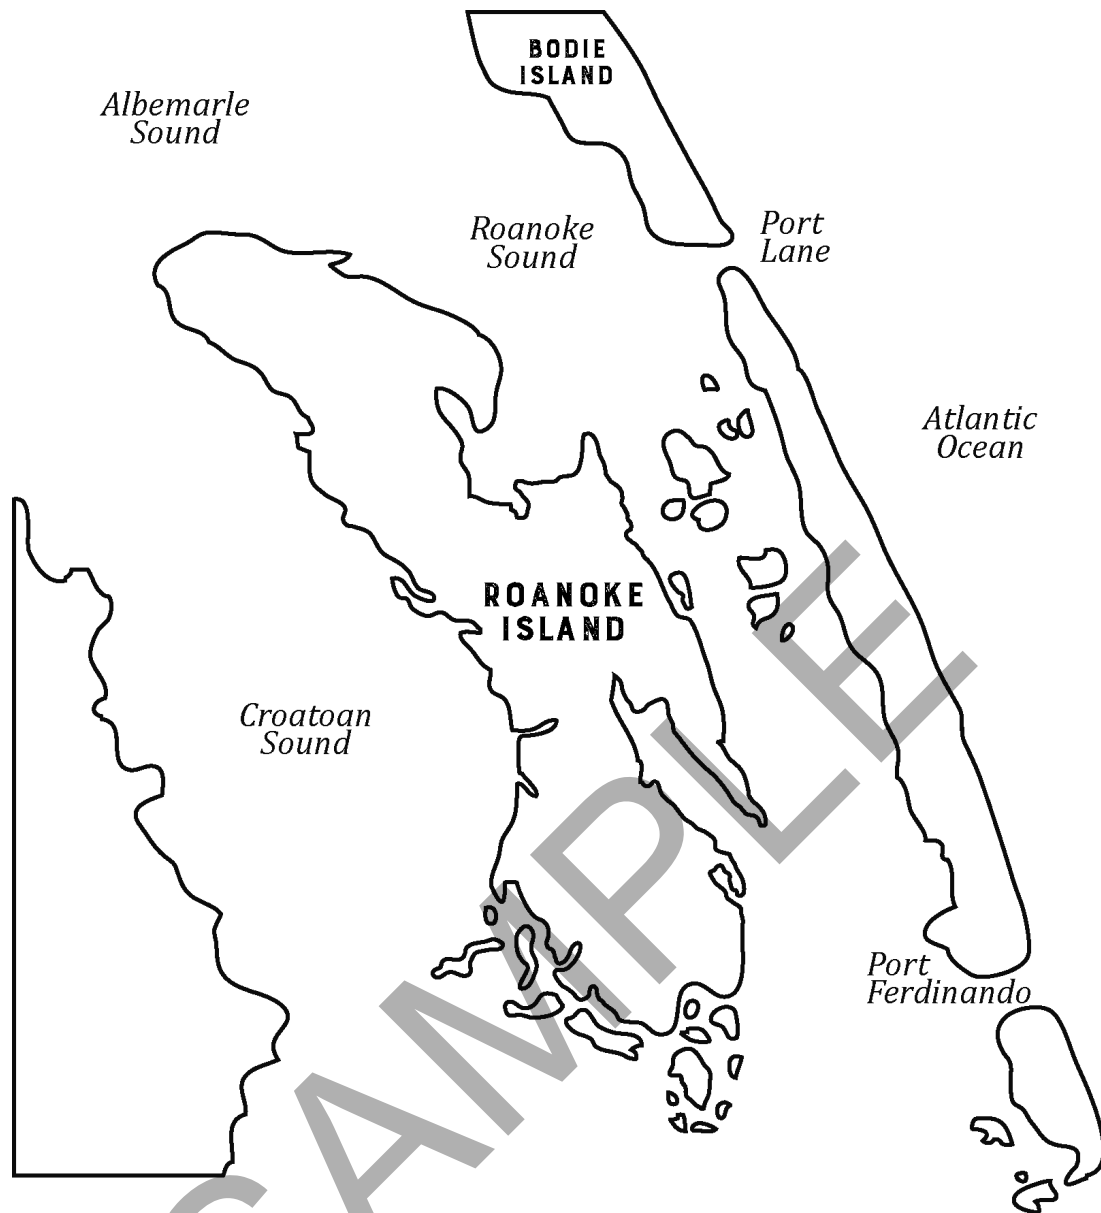 BODIE
ISLAND
Albemarle
Sound
Roanoke
Sound
Port
Lane
Atlantic
Ocean
ROANOKE
ISLAND
Croatoan
Sound
Port
Ferdinando
SAMPLE